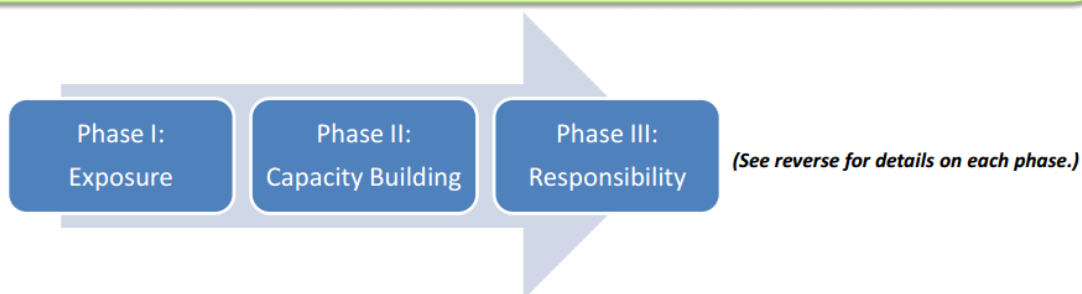 Phase I:
Exposure
Phase II:
Capacity Building
Phase III:
Responsibility
(See reverse for details on each phase.)